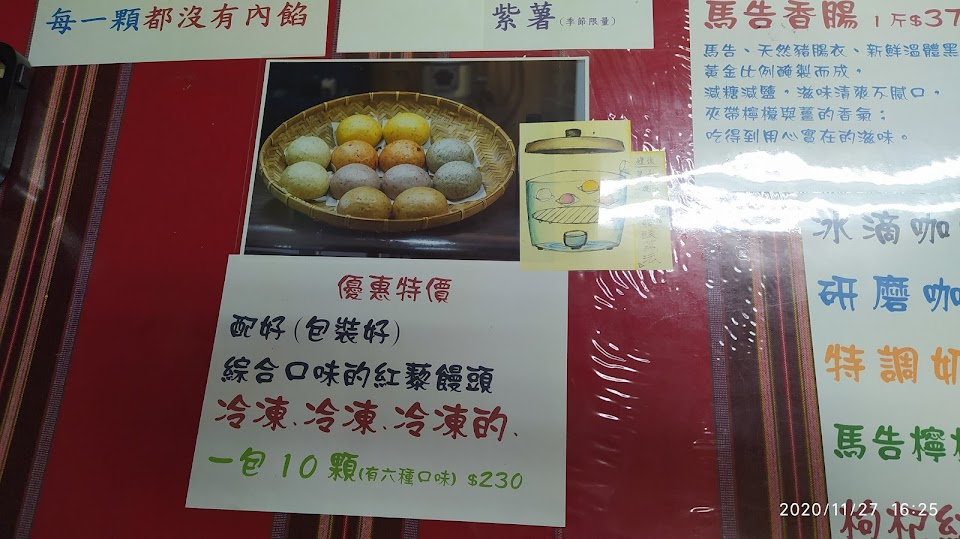 每一顆都沒有內餡
紫薯(季節限量)
馬告香腸 1斤$37
馬告、天然豬腸衣、新鮮溫體黑
黃金比例醃製而成，
減糖減鹽，滋味清爽不膩口，
夾帶檸檬與薑的香氣；
吃得到用心實在的滋味。
優惠特價
配好(包裝好)
綜合口味的紅藜饅頭
冷凍、冷凍、冷凍的、
一包 10 顆(有六種口味) $230
冰滴咖
研磨咖
特調奶
馬告檸檬
枸杞紅
2020/11/27 16:25